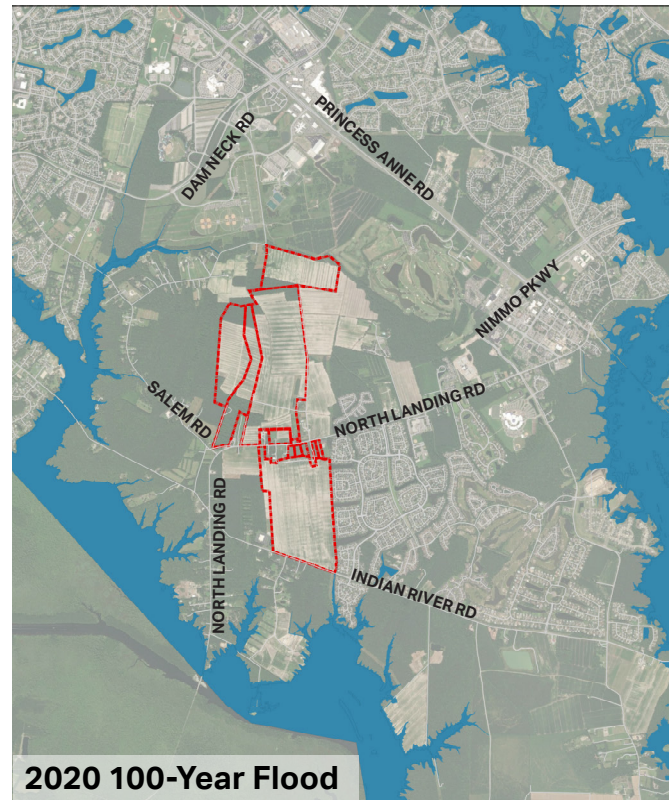 PRINCESS ANNE RD
DAM NECK RD
NIMMO PKWY
SALEM RD
NORTH LANDING RD
NORTH LANDING RD
INDIAN RIVER RD
2020 100-Year Flood